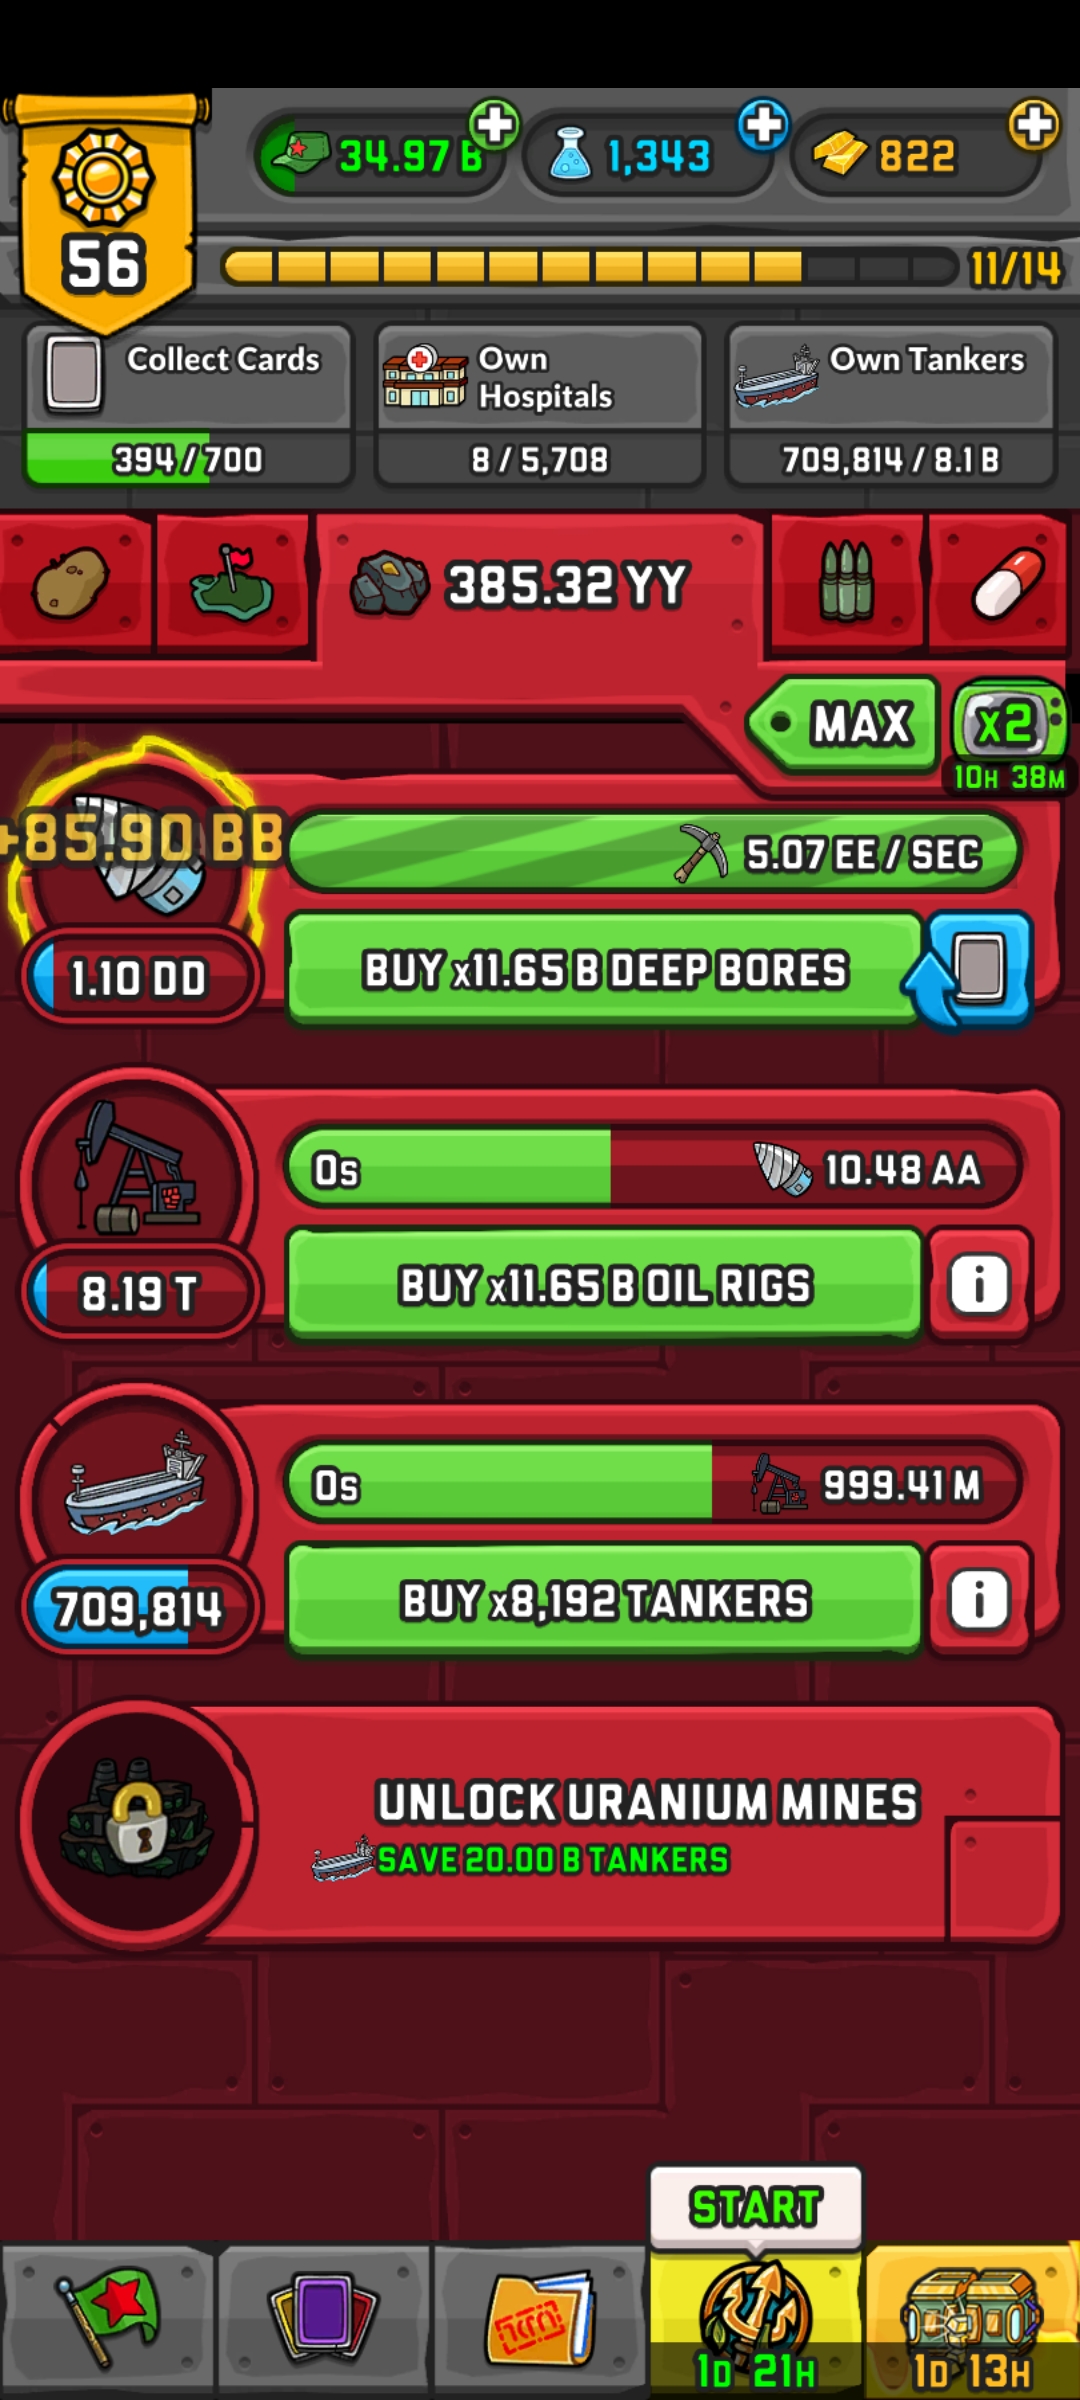 56
34.97 B
1,343
822
11/14
Collect Cards
394/700
Own
Hospitals
8/5,708
Own Tankers
709,814/8.1 B
385.32 YY
MAX
x2
10H 38M
+85.90 BB
5.07 EE/SEC
1.10 DD
BUY x11.65 B DEEP BORES
0s
10.48 AA
8.19 T
BUY x11.65 B OIL RIGS
i
0s
999.41 M
709,814
BUY x8,192 TANKERS
i
UNLOCK URANIUM MINES
SAVE 20.00 B TANKERS
START
1D 21H
1D 13H